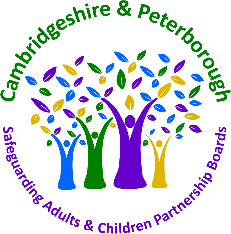 Cambridgeshire & Peterborough
Safeguarding Adults & Children Partnership Boards